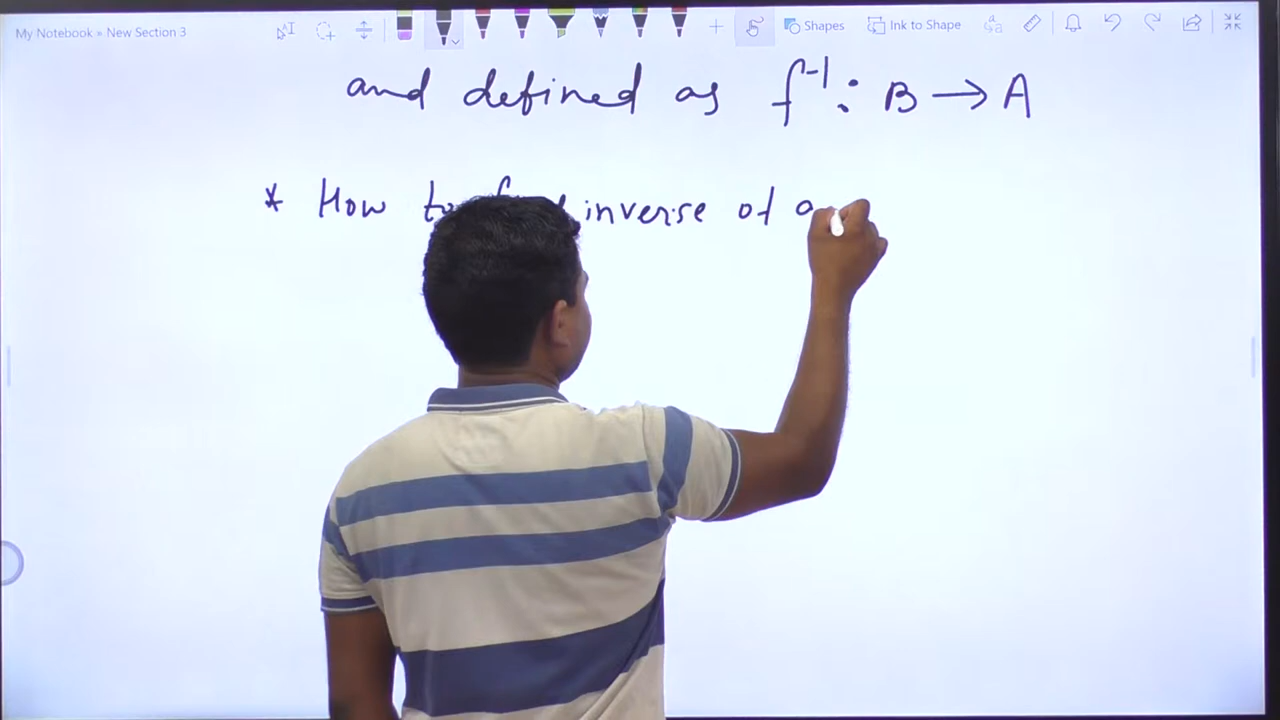 My Notebook » New Section 3
Shapes
Ink to Shape
and defined as f⁻¹ : B → A
* How to inverse of a